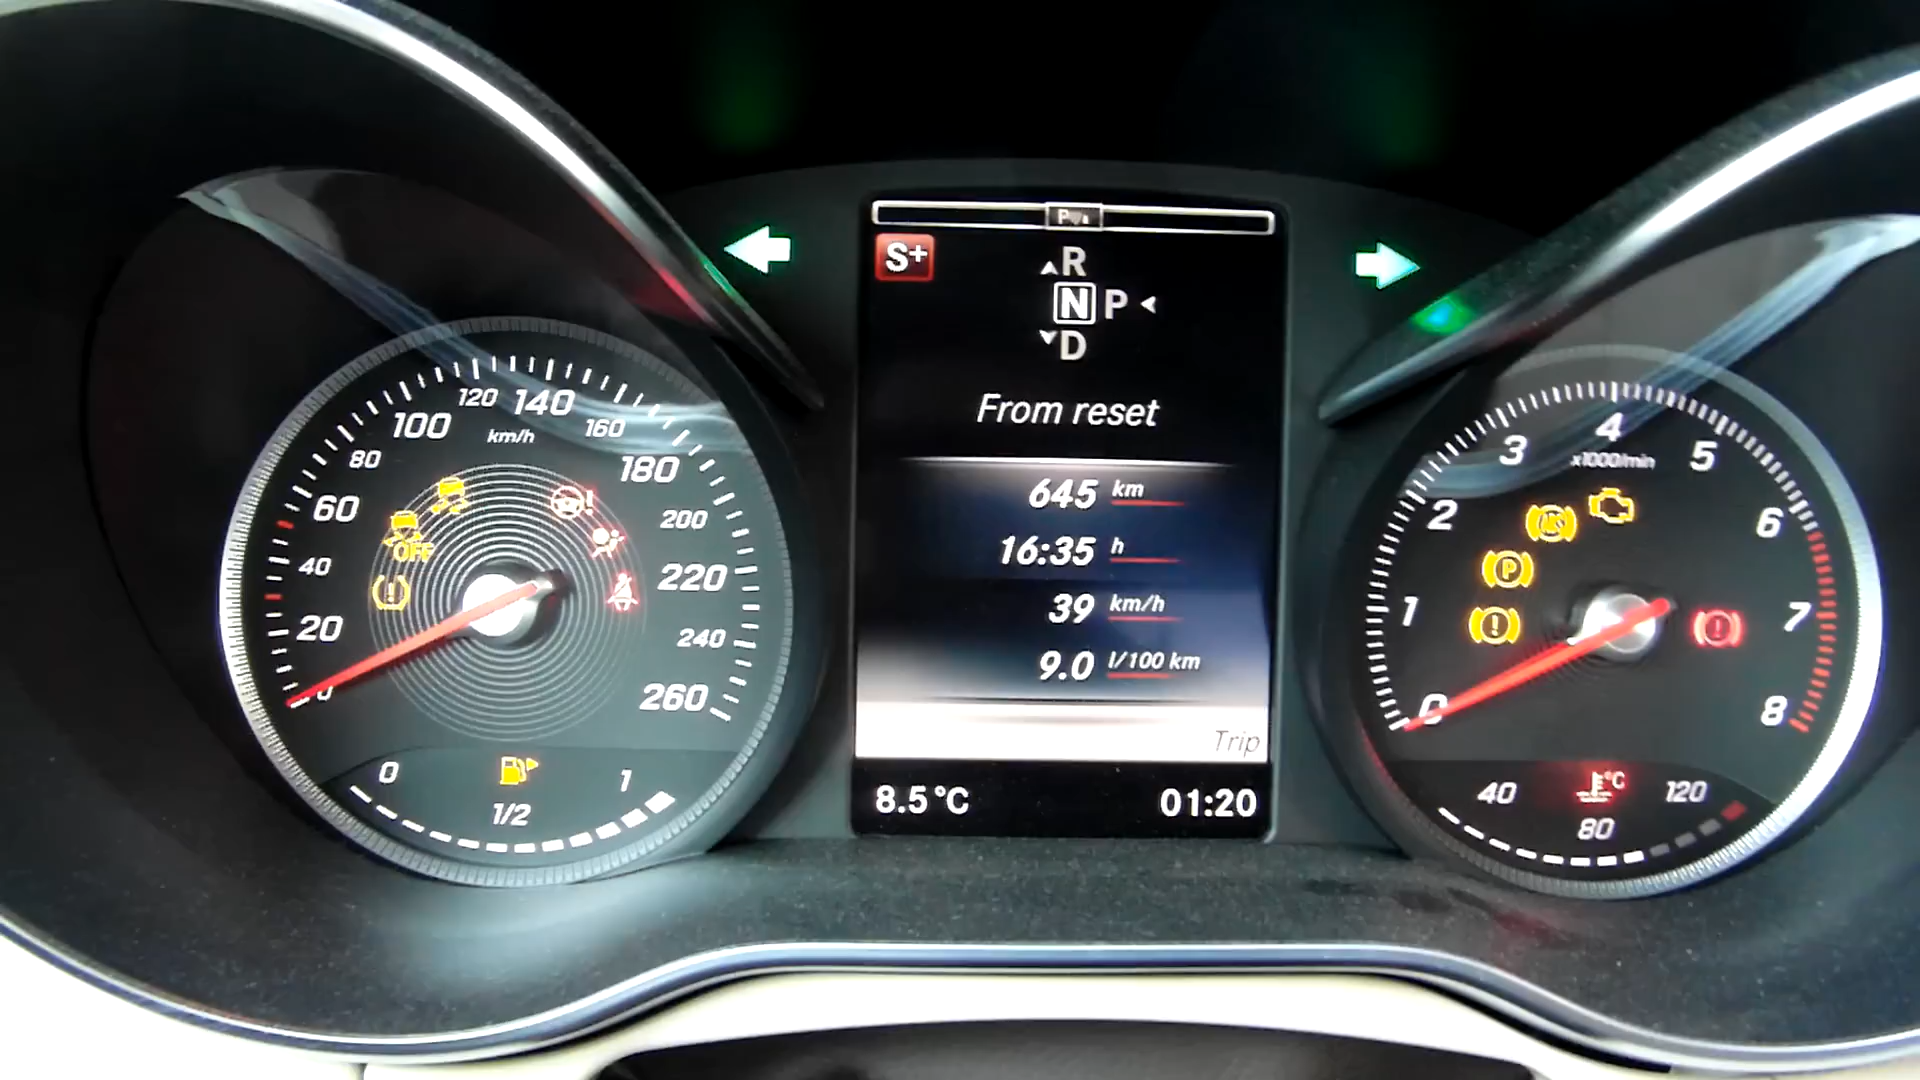 S+
R
N P
D
From reset
645 km
16:35 h
39 km/h
9.0 l/100 km
Trip
8.5 °C 01:20
0
20
40
60
80
100
120
140
160
180
200
220
240
260
km/h
OFF
!
!
0
1/2
1
0
1
2
3
4
5
6
7
8
x1000/min
P
!
!
40
80
120
°C